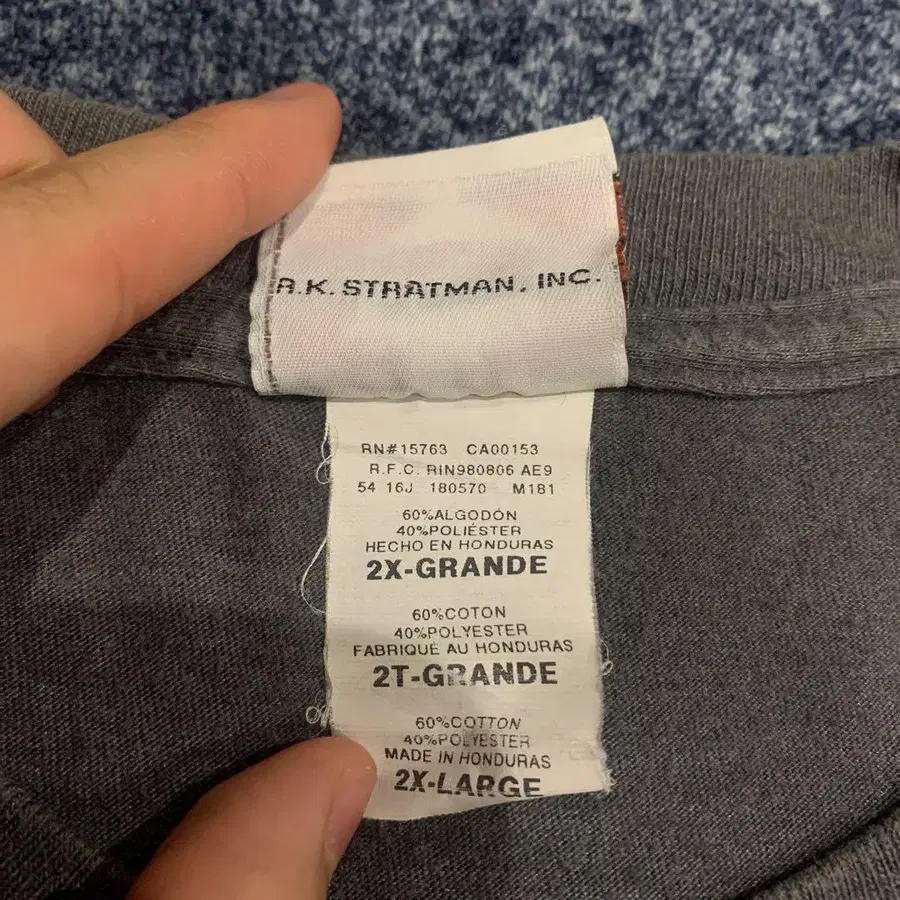 R.K. STRATMAN, INC.
RN#15763 CA00153
R.F.C. RIN980806 AE9
54 16J 180570 M181
60%ALGODÓN
40%POLIÉSTER
HECHO EN HONDURAS
2X-GRANDE
60%COTON
40%POLYESTER
FABRIQUÉ AU HONDURAS
2T-GRANDE
60%COTTON
40%POLYESTER
MADE IN HONDURAS
2X-LARGE